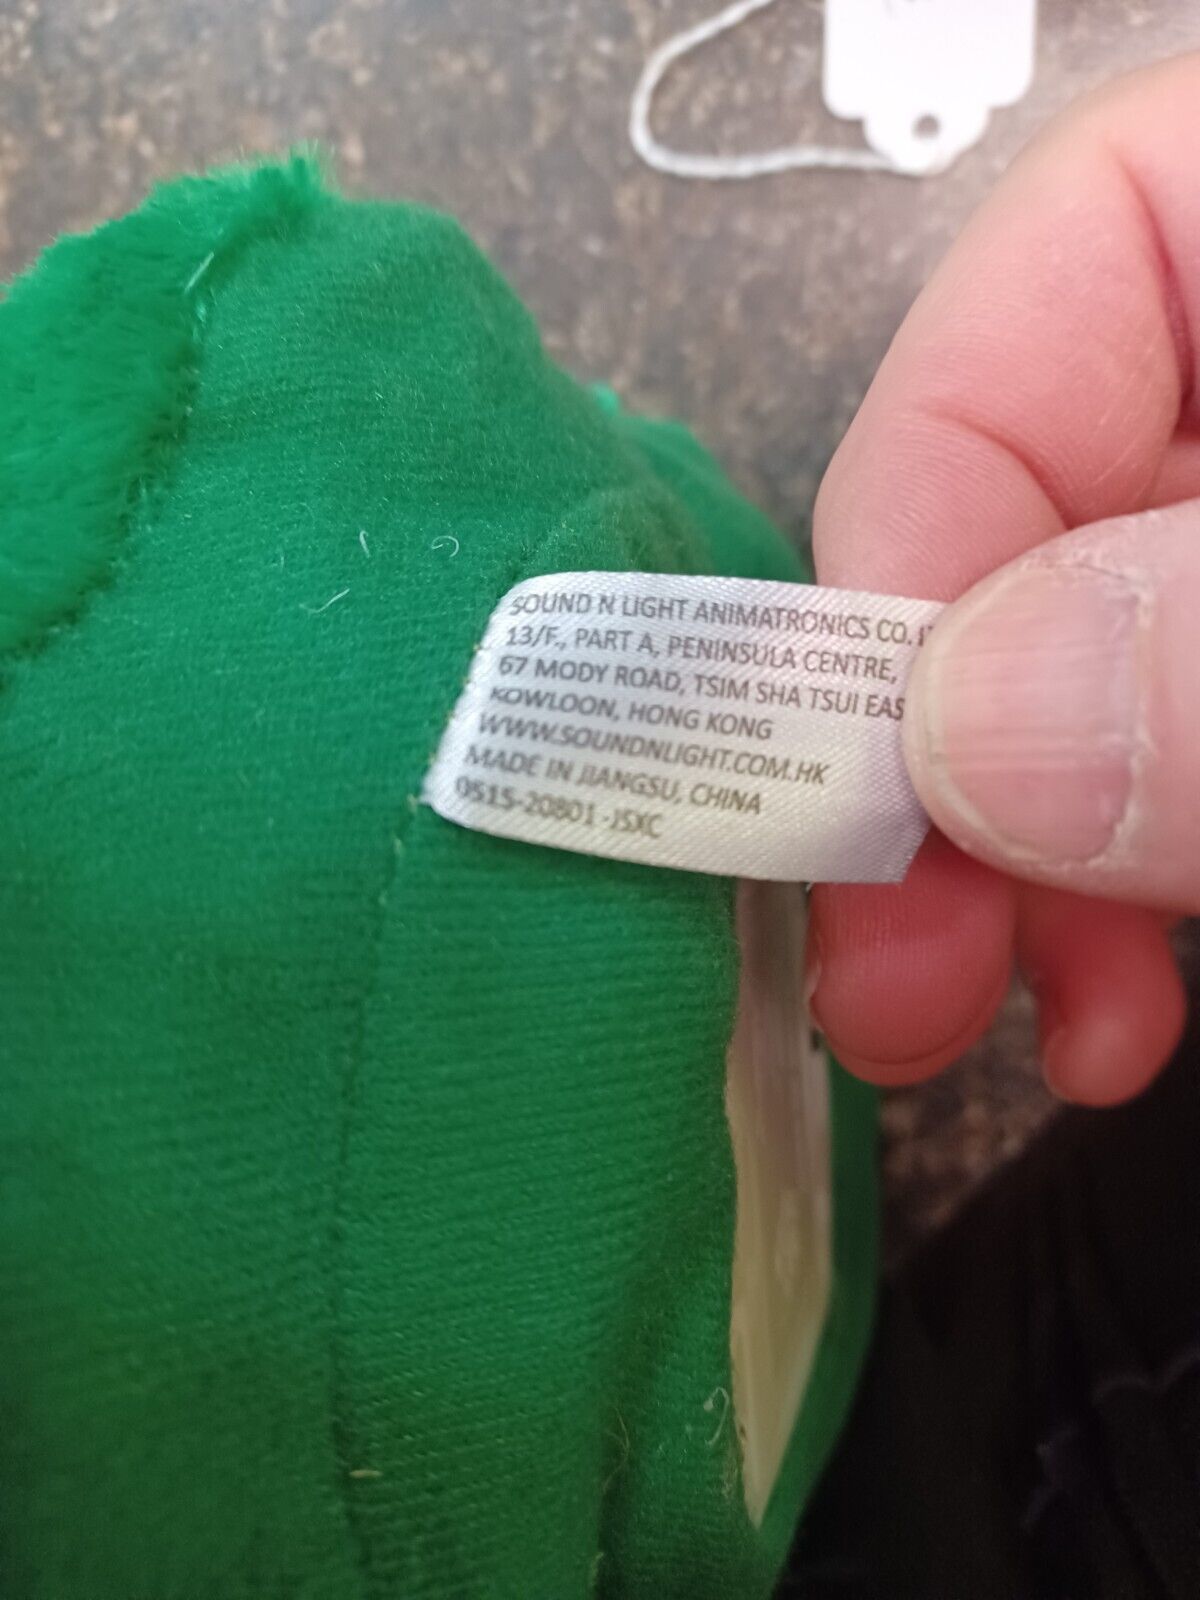 SOUND N LIGHT ANIMATRONICS CO.
13/F., PART A, PENINSULA CENTRE,
67 MODY ROAD, TSIM SHA TSUI EAS
KOWLOON, HONG KONG
WWW.SOUNDNLIGHT.COM.HK
MADE IN JIANGSU, CHINA
0515-20801 -JSXC